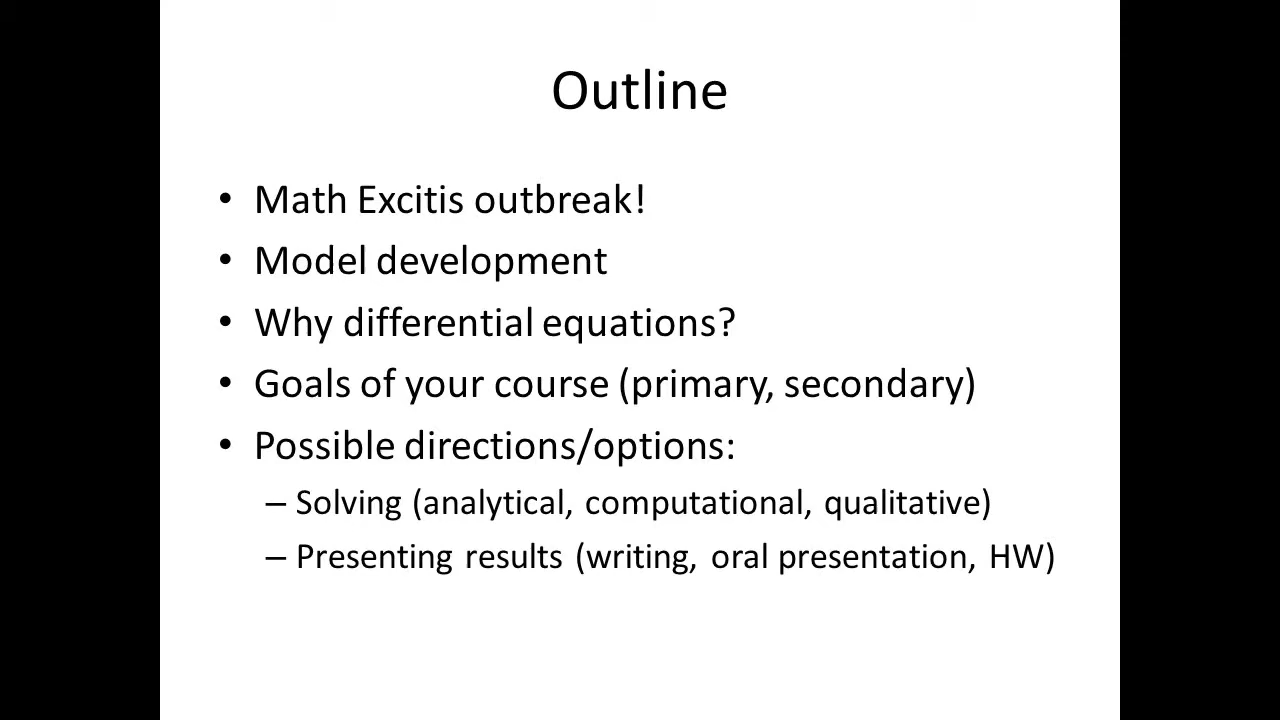 Outline
• Math Excitis outbreak!
• Model development
• Why differential equations?
• Goals of your course (primary, secondary)
• Possible directions/options:
– Solving (analytical, computational, qualitative)
– Presenting results (writing, oral presentation, HW)